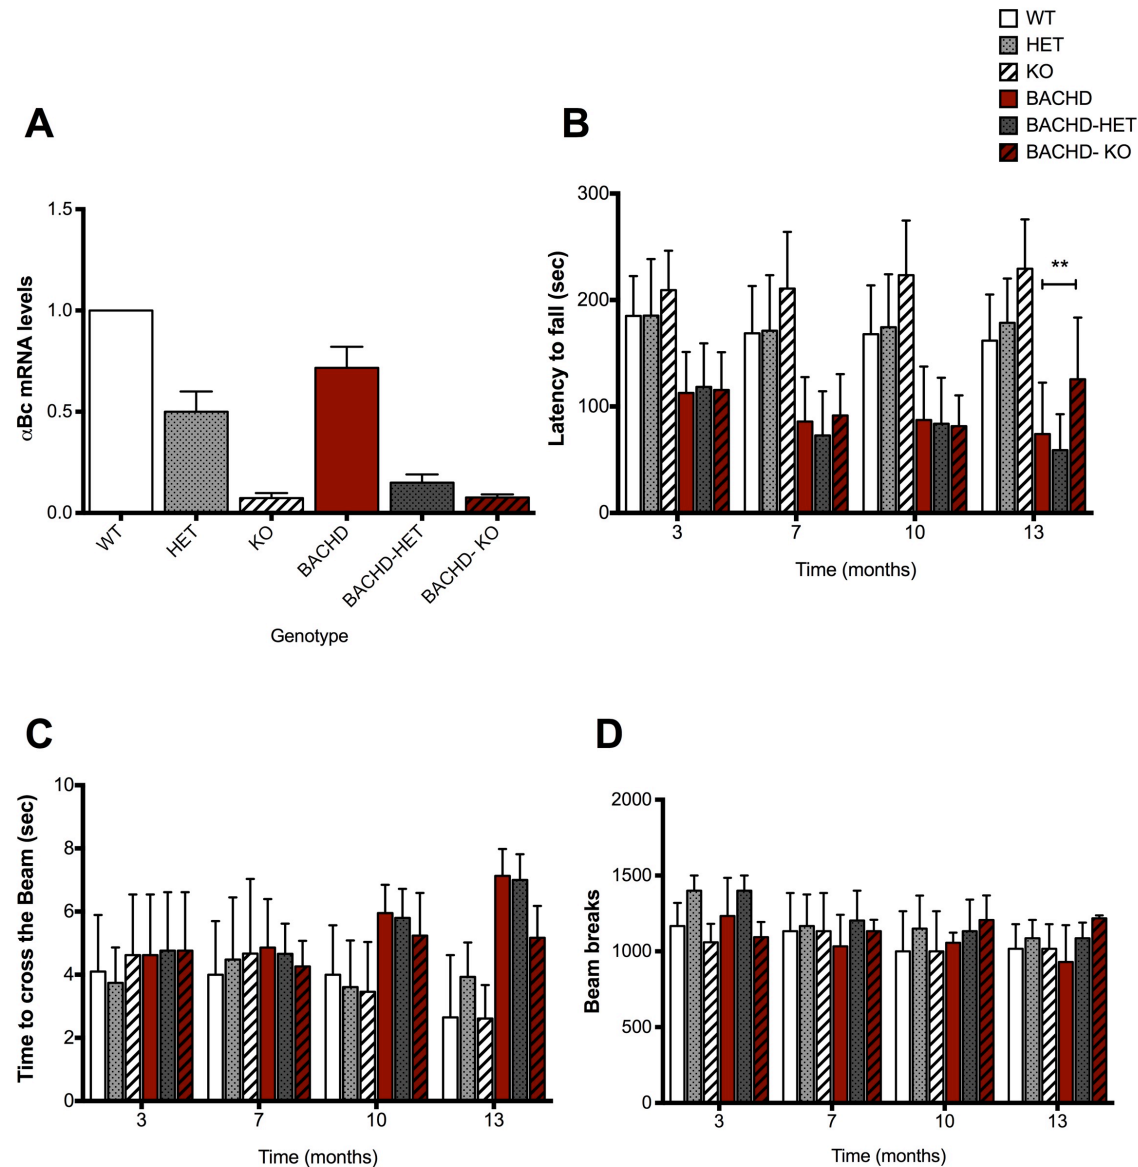 WT
HET
KO
BACHD
BACHD-HET
BACHD- KO
A
B
αBc mRNA levels
1.5
1.0
0.5
0.0
WT
HET
KO
BACHD
BACHD-HET
BACHD- KO
Genotype
Latency to fall (sec)
300
200
100
0
**
3
7
10
13
Time (months)
C
D
Time to cross the Beam (sec)
10
8
6
4
2
0
3
7
10
13
Time (months)
Beam breaks
2000
1500
1000
500
0
3
7
10
13
Time (months)